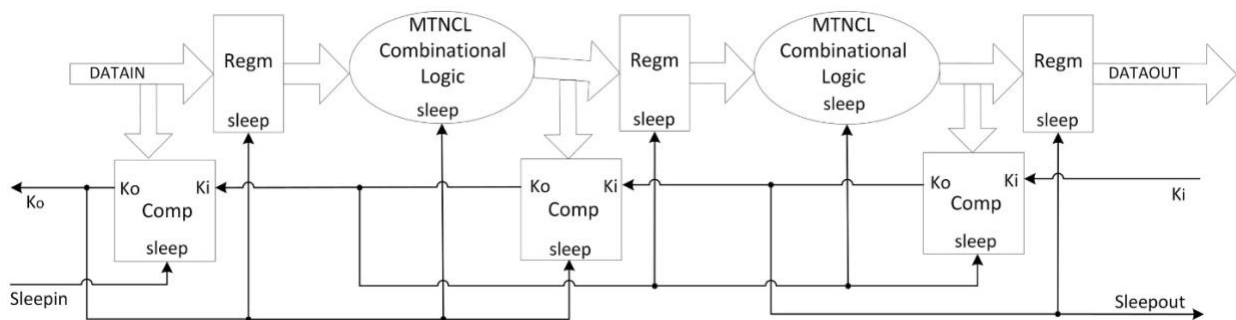 MTNCL
Combinational
Logic
sleep
MTNCL
Combinational
Logic
sleep
DATAIN
Regm
sleep
Regm
sleep
Regm
sleep
DATAOUT
Ko
Ko Ki
Comp
sleep
Ko Ki
Comp
sleep
Ko Ki
Comp
sleep
Ki
Sleepin
Sleepout